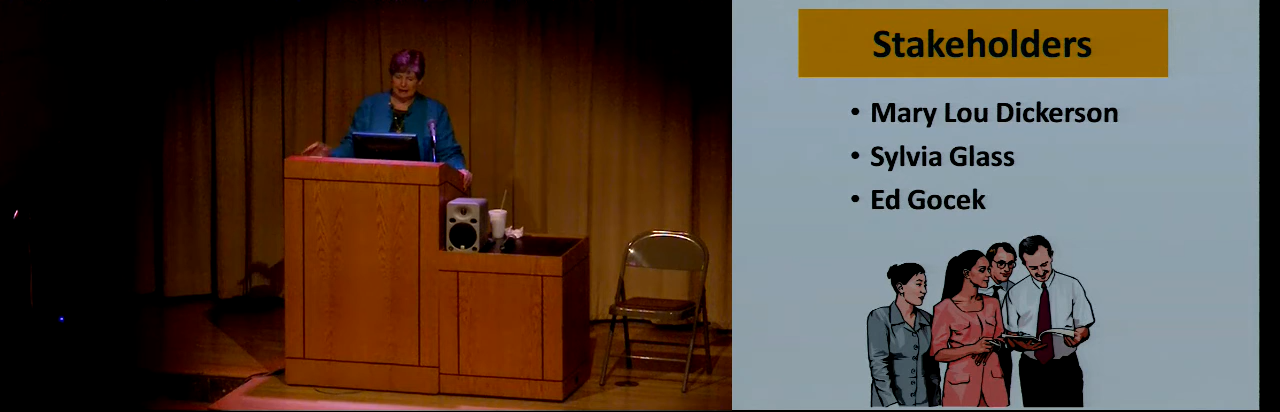 Stakeholders
• Mary Lou Dickerson
• Sylvia Glass
• Ed Gocek